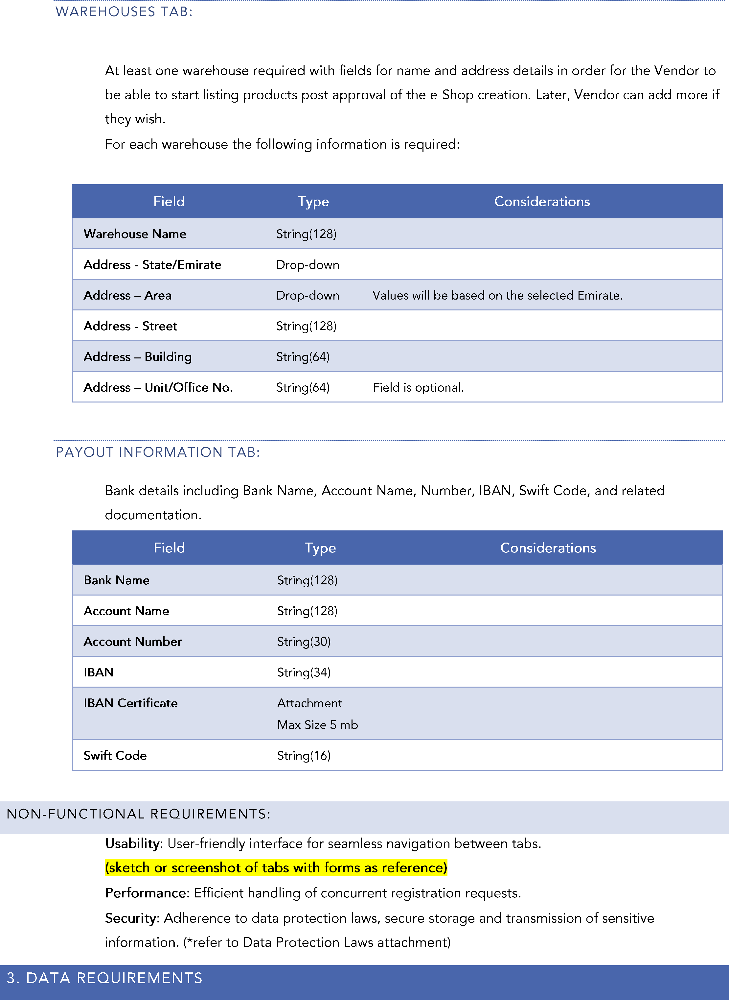 WAREHOUSES TAB:
At least one warehouse required with fields for name and address details in order for the Vendor to
be able to start listing products post approval of the e-Shop creation. Later, Vendor can add more if
they wish.
For each warehouse the following information is required:
Field Type Considerations
Warehouse Name String(128)
Address - State/Emirate Drop-down
Address – Area Drop-down Values will be based on the selected Emirate.
Address - Street String(128)
Address – Building String(64)
Address – Unit/Office No. String(64) Field is optional.
PAYOUT INFORMATION TAB:
Bank details including Bank Name, Account Name, Number, IBAN, Swift Code, and related
documentation.
Field Type Considerations
Bank Name String(128)
Account Name String(128)
Account Number String(30)
IBAN String(34)
IBAN Certificate Attachment
Max Size 5 mb
Swift Code String(16)
NON-FUNCTIONAL REQUIREMENTS:
Usability: User-friendly interface for seamless navigation between tabs.
(sketch or screenshot of tabs with forms as reference)
Performance: Efficient handling of concurrent registration requests.
Security: Adherence to data protection laws, secure storage and transmission of sensitive
information. (*refer to Data Protection Laws attachment)
3. DATA REQUIREMENTS